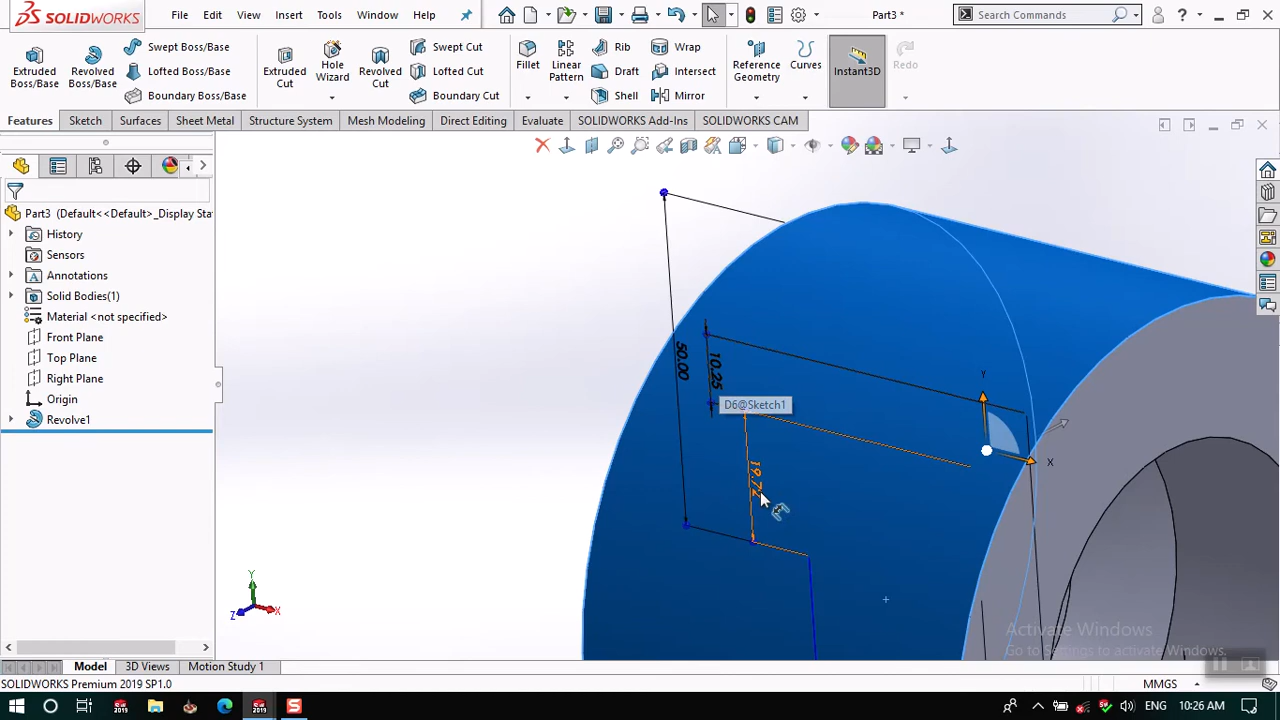 SOLIDWORKS
File
Edit
View
Insert
Tools
Window
Help
Part3 *
Search Commands
?
Extruded Boss/Base
Revolved Boss/Base
Swept Boss/Base
Lofted Boss/Base
Boundary Boss/Base
Extruded Cut
Hole Wizard
Revolved Cut
Swept Cut
Lofted Cut
Boundary Cut
Fillet
Linear Pattern
Rib
Draft
Shell
Wrap
Intersect
Mirror
Reference Geometry
Curves
Instant3D
Redo
Features
Sketch
Surfaces
Sheet Metal
Structure System
Mesh Modeling
Direct Editing
Evaluate
SOLIDWORKS Add-Ins
SOLIDWORKS CAM
Part3 (Default<<Default>_Display Sta
History
Sensors
Annotations
Solid Bodies(1)
Material <not specified>
Front Plane
Top Plane
Right Plane
Origin
Revolve1
50.00
10.25
D6@Sketch1
19.72
Y
X
Y
Z
X
Activate Windows
Go to Settings to activate Windows.
Model
3D Views
Motion Study 1
SOLIDWORKS Premium 2019 SP1.0
MMGS
2019
2019
S
ENG
10:26 AM